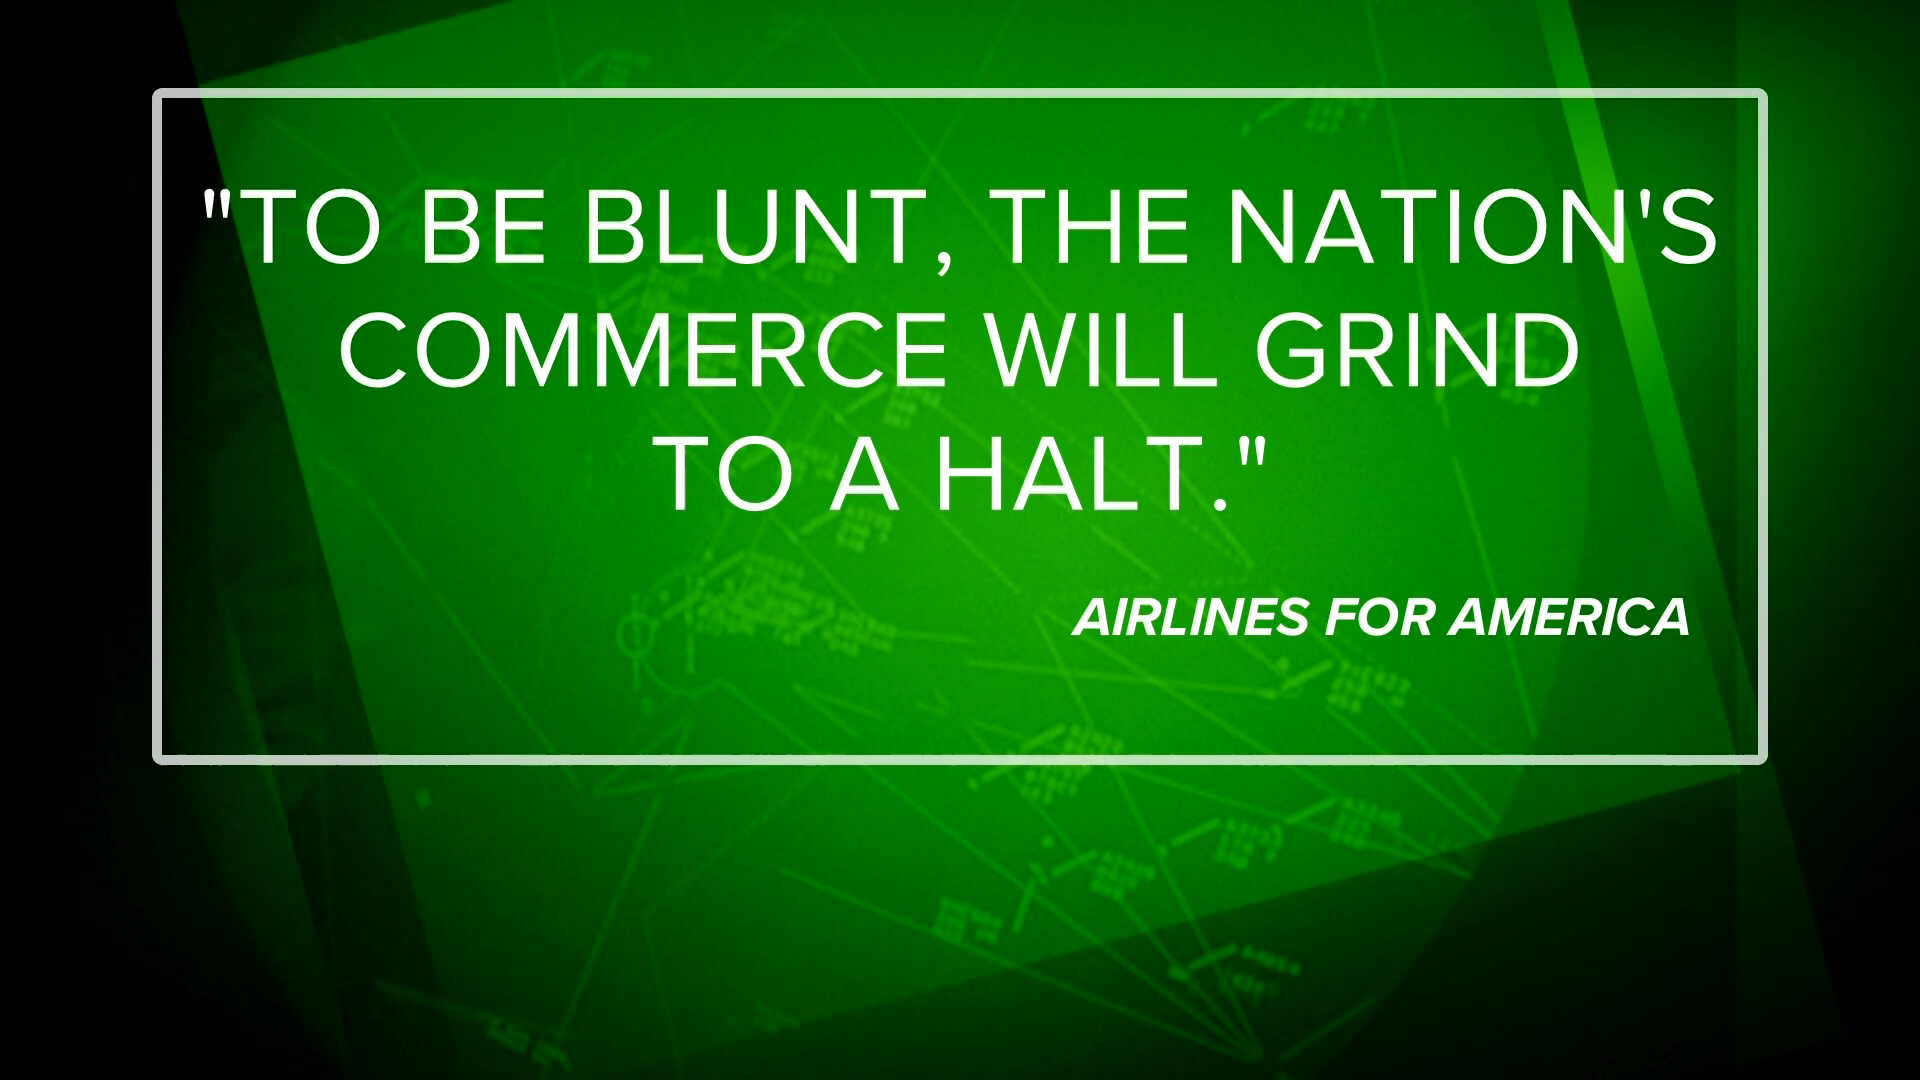 "TO BE BLUNT, THE NATION'S
COMMERCE WILL GRIND
TO A HALT."
AIRLINES FOR AMERICA